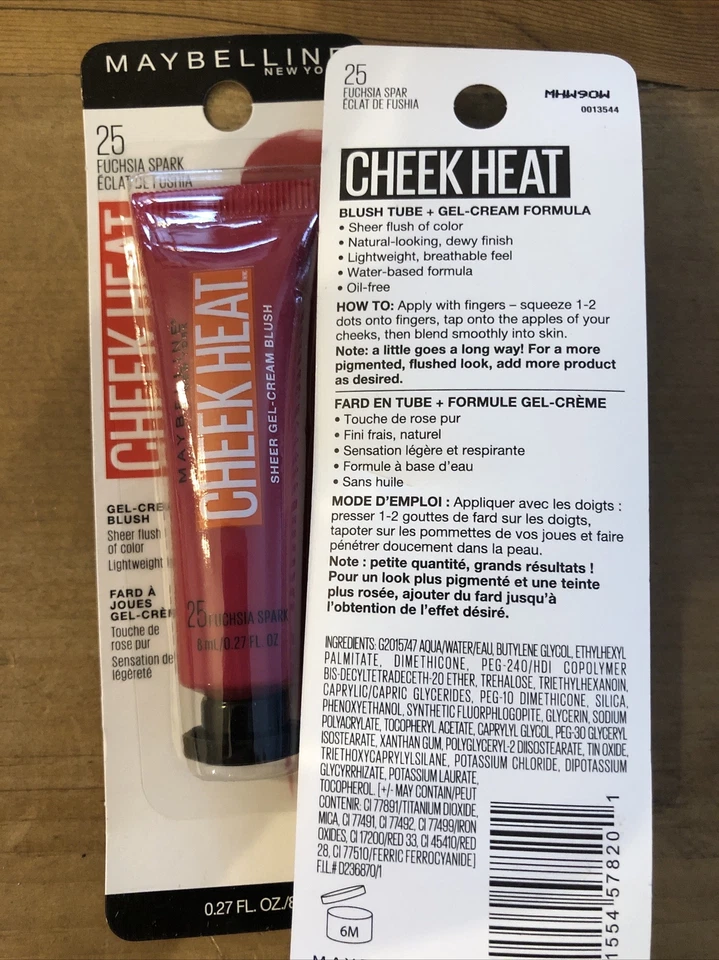 MAYBELLINE
NEW YO
25
FUCHSIA SPARK
ÉCLAT DE FUSHIA
CHEEK HEAT
MAYBELLINE
CHEEK HEAT
SHEER GEL-CREAM BLUSH
25 FUCHSIA SPARK
8mL/0.27 FL. OZ
GEL-CRE
BLUSH
Sheer flush
of color
Lightweight
FARD À
JOUES
GEL-CRÈ
Touche de
rose pur
Sensation de
légèreté
0.27 FL. OZ./8
25
FUCHSIA SPAR
ÉCLAT DE FUSHIA
MHW90W
0013544
CHEEK HEAT
BLUSH TUBE + GEL-CREAM FORMULA
• Sheer flush of color
• Natural-looking, dewy finish
• Lightweight, breathable feel
• Water-based formula
• Oil-free
HOW TO: Apply with fingers – squeeze 1-2
dots onto fingers, tap onto the apples of your
cheeks, then blend smoothly into skin.
Note: a little goes a long way! For a more
pigmented, flushed look, add more product
as desired.
FARD EN TUBE + FORMULE GEL-CRÈME
• Touche de rose pur
• Fini frais, naturel
• Sensation légère et respirante
• Formule à base d'eau
• Sans huile
MODE D'EMPLOI : Appliquer avec les doigts :
presser 1-2 gouttes de fard sur les doigts,
tapoter sur les pommettes de vos joues et faire
pénétrer doucement dans la peau.
Note : petite quantité, grands résultats !
Pour un look plus pigmenté et une teinte
plus rosée, ajouter du fard jusqu'à
l'obtention de l'effet désiré.
INGREDIENTS: G2015747 AQUA/WATER/EAU, BUTYLENE GLYCOL, ETHYLHEXYL
PALMITATE, DIMETHICONE, PEG-240/HDI COPOLYMER
BIS-DECYLTETRADECETH-20 ETHER, TREHALOSE, TRIETHYLHEXANOIN,
CAPRYLIC/CAPRIC GLYCERIDES, PEG-10 DIMETHICONE, SILICA,
PHENOXYETHANOL, SYNTHETIC FLUORPHLOGOPITE, GLYCERIN, SODIUM
POLYACRYLATE, TOCOPHERYL ACETATE, CAPRYLYL GLYCOL, PEG-30 GLYCERYL
ISOSTEARATE, XANTHAN GUM, POLYGLYCERYL-2 DIISOSTEARATE, TIN OXIDE,
TRIETHOXYCAPRYLYLSILANE, POTASSIUM CHLORIDE, DIPOTASSIUM
GLYCYRRHIZATE, POTASSIUM LAURATE,
TOCOPHEROL. [+/- MAY CONTAIN/PEUT
CONTENIR: CI 77891/TITANIUM DIOXIDE,
MICA, CI 77491, CI 77492, CI 77499/IRON
OXIDES, CI 17200/RED 33, CI 45410/RED
28, CI 77510/FERRIC FERROCYANIDE]
F.I.L.# D236870/1
6M
1554 57820 1